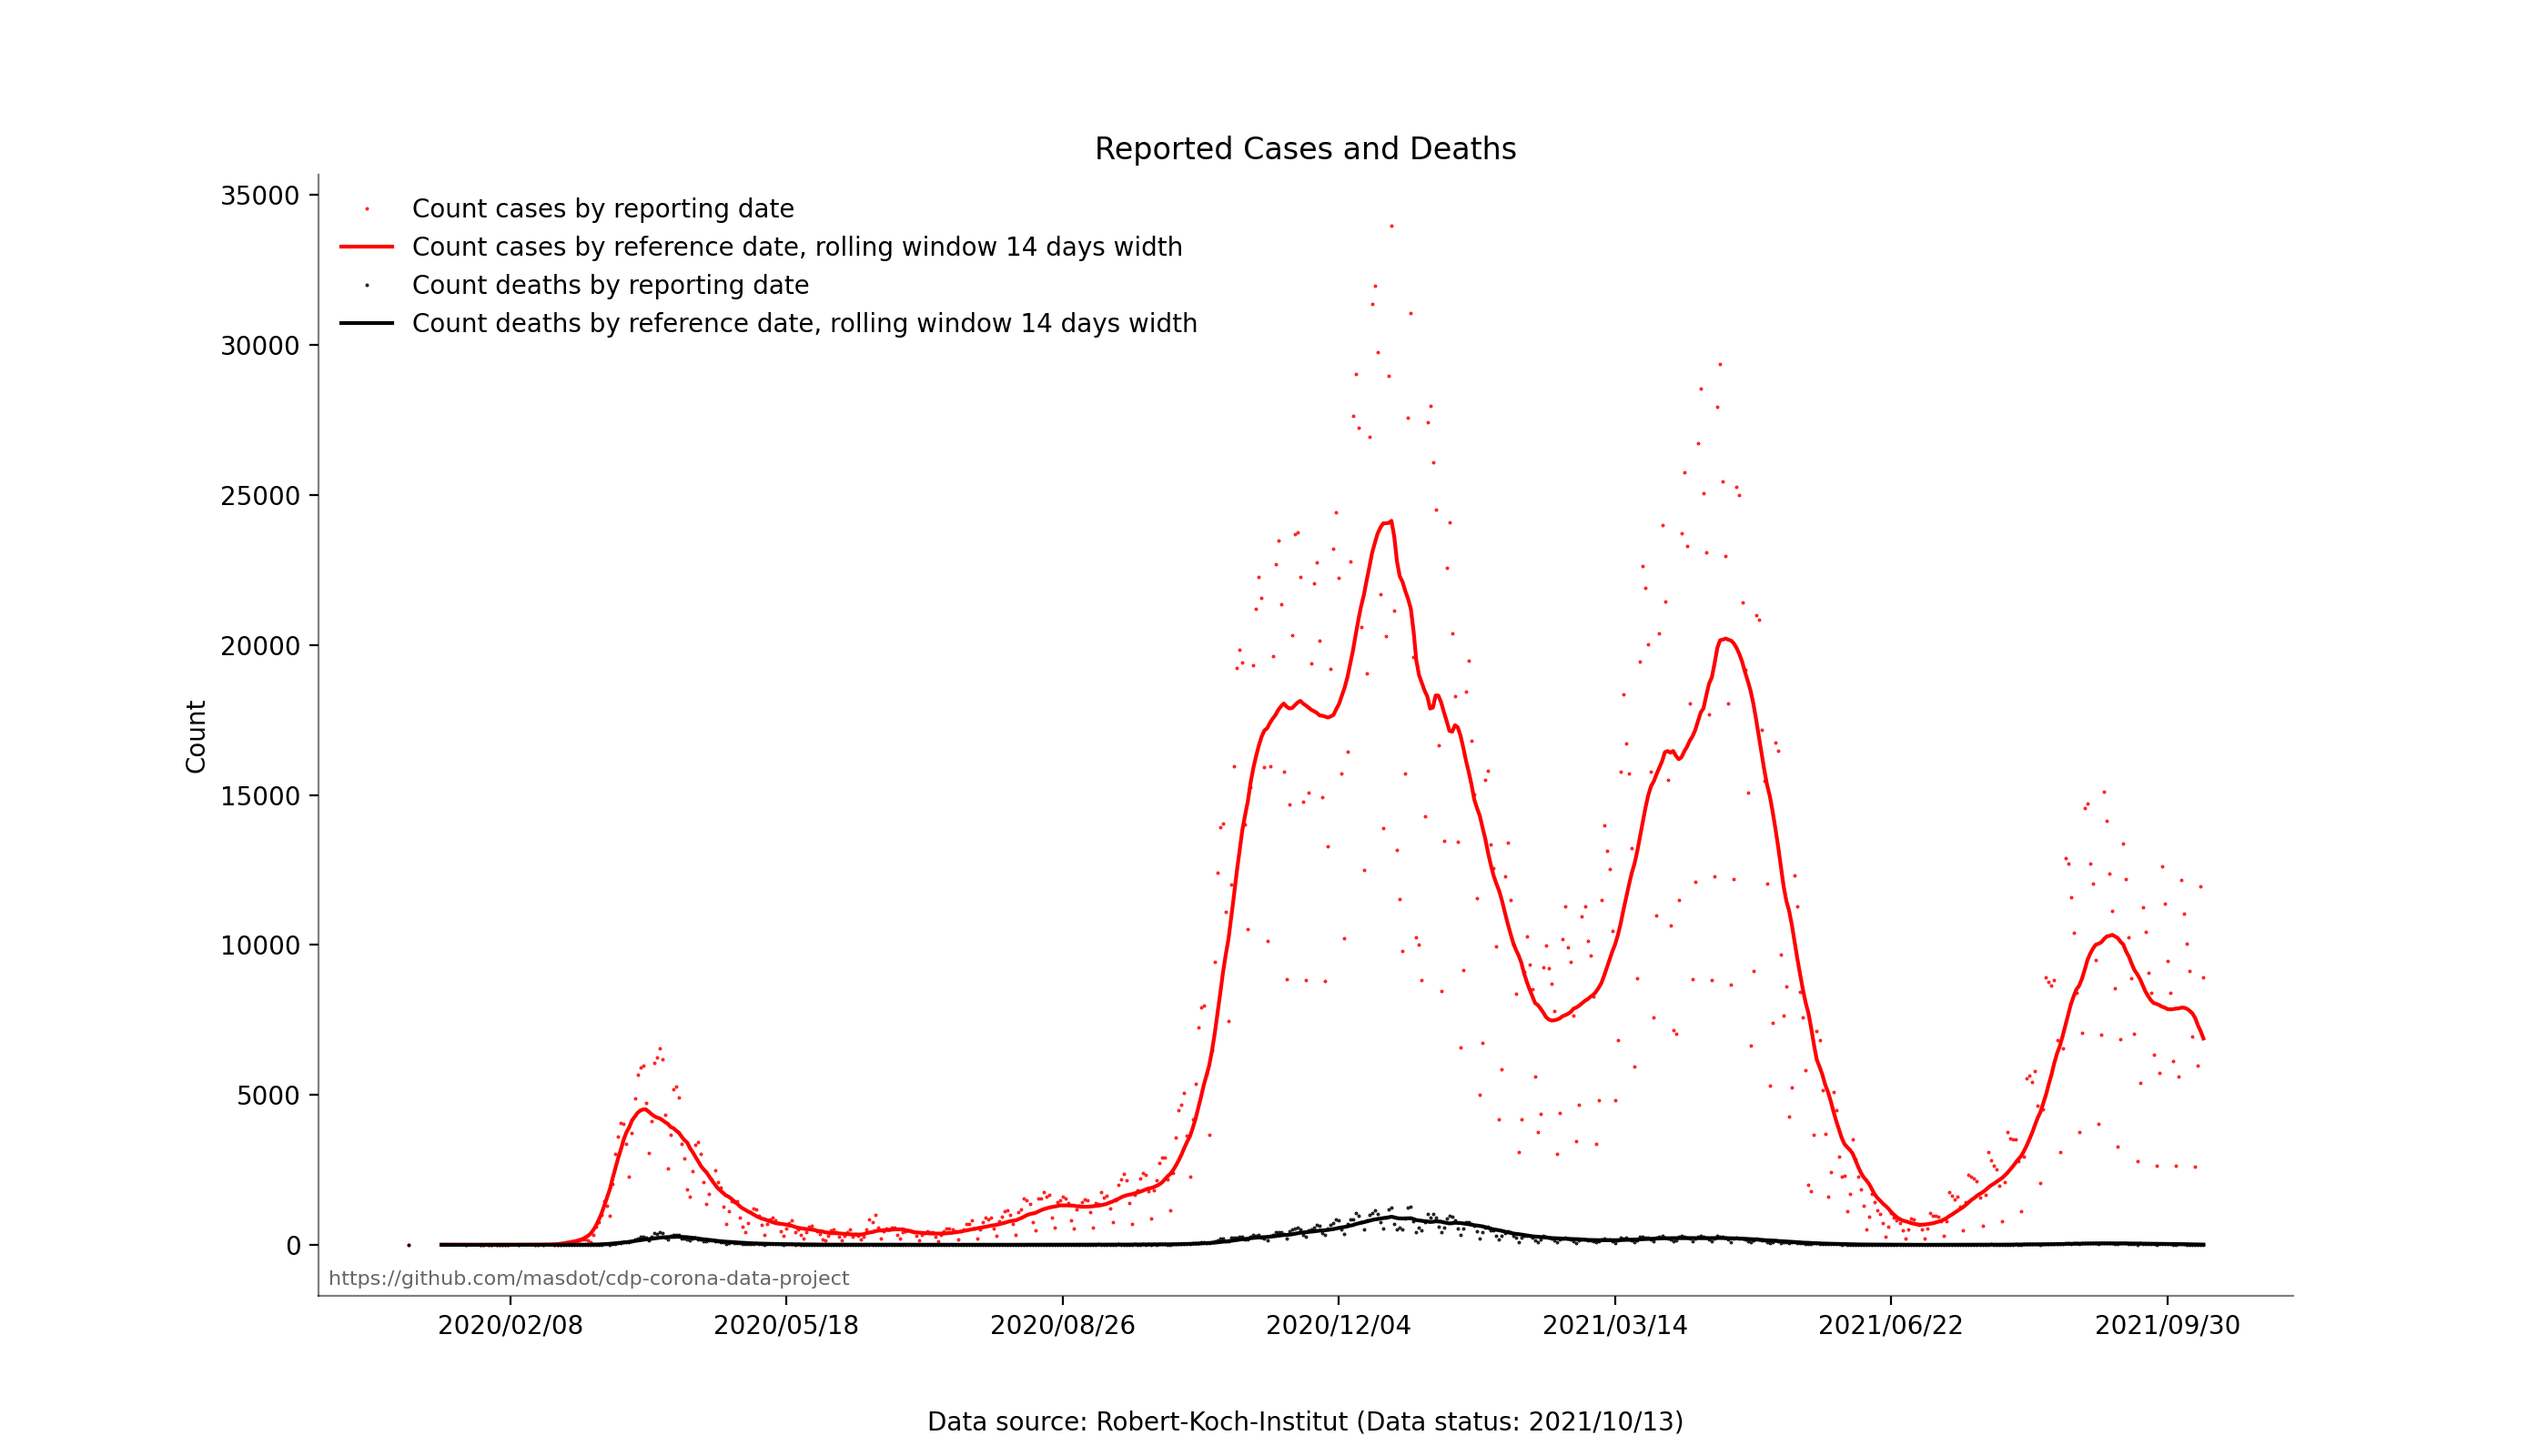 Reported Cases and Deaths
35000
30000
25000
20000
15000
10000
5000
0
Count
Count cases by reporting date
Count cases by reference date, rolling window 14 days width
Count deaths by reporting date
Count deaths by reference date, rolling window 14 days width
https://github.com/masdot/cdp-corona-data-project
2020/02/08 2020/05/18 2020/08/26 2020/12/04 2021/03/14 2021/06/22 2021/09/30
Data source: Robert-Koch-Institut (Data status: 2021/10/13)